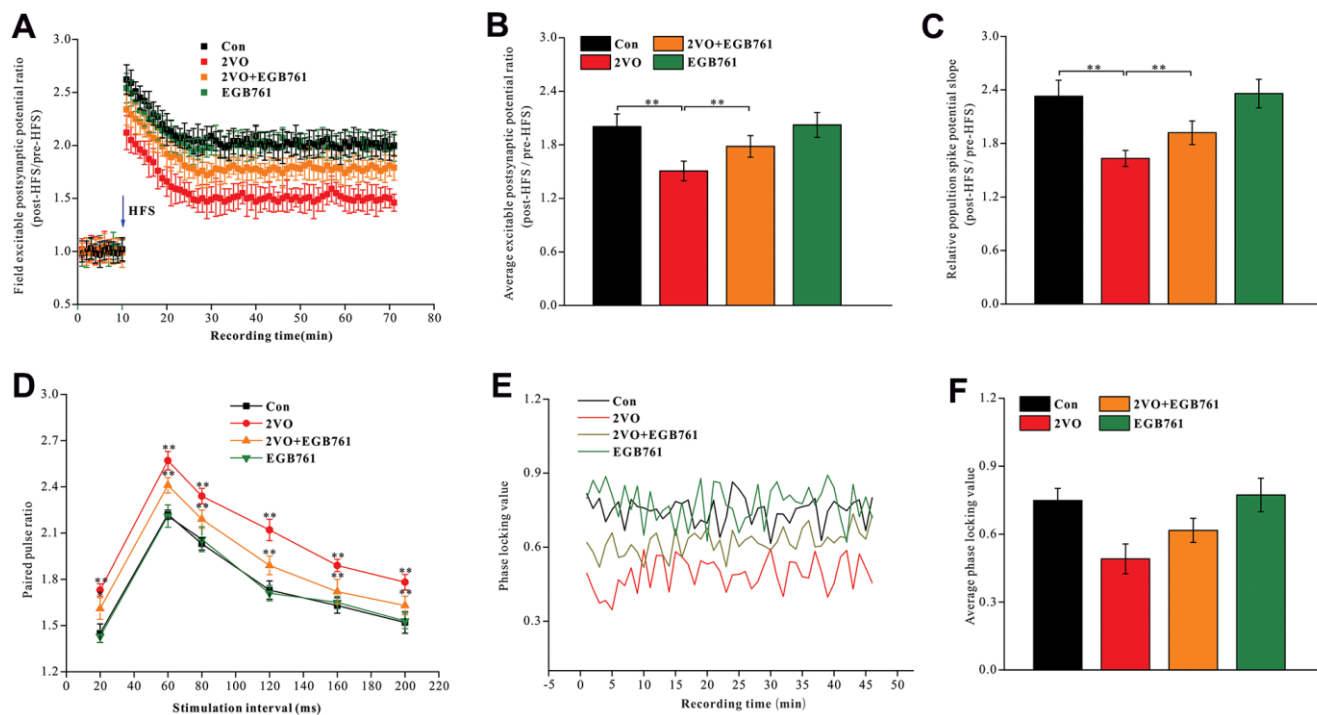 A
Field excitable postsynaptic potential ratio
(post-HFS/pre-HFS)
3.0
2.5
2.0
1.5
1.0
0.5
Con
2VO
2VO+EGB761
EGB761
HFS
0 10 20 30 40 50 60 70 80
Recording time(min)
B
Average excitable postsynaptic potential ratio
(post-HFS / pre-HFS)
3.0
2.4
1.8
1.2
0.6
0.0
Con 2VO+EGB761
2VO EGB761
** **
C
Relative popultion spike potential slope
(post-HFS / pre-HFS)
3.0
2.4
1.8
1.2
0.6
0.0
** **
D
Paired pulse ratio
3.0
2.7
2.4
2.1
1.8
1.5
1.2
Con
2VO
2VO+EGB761
EGB761
** ** ** ** ** **
* ** ** ** ** **
0 20 40 60 80 100 120 140 160 180 200 220
Stimulation interval (ms)
E
Phase locking value
1.2
0.9
0.6
0.3
Con
2VO
2VO+EGB761
EGB761
-5 0 5 10 15 20 25 30 35 40 45 50
Recording time (min)
F
Average phase locking value
1.2
0.9
0.6
0.3
0.0
Con 2VO+EGB761
2VO EGB761